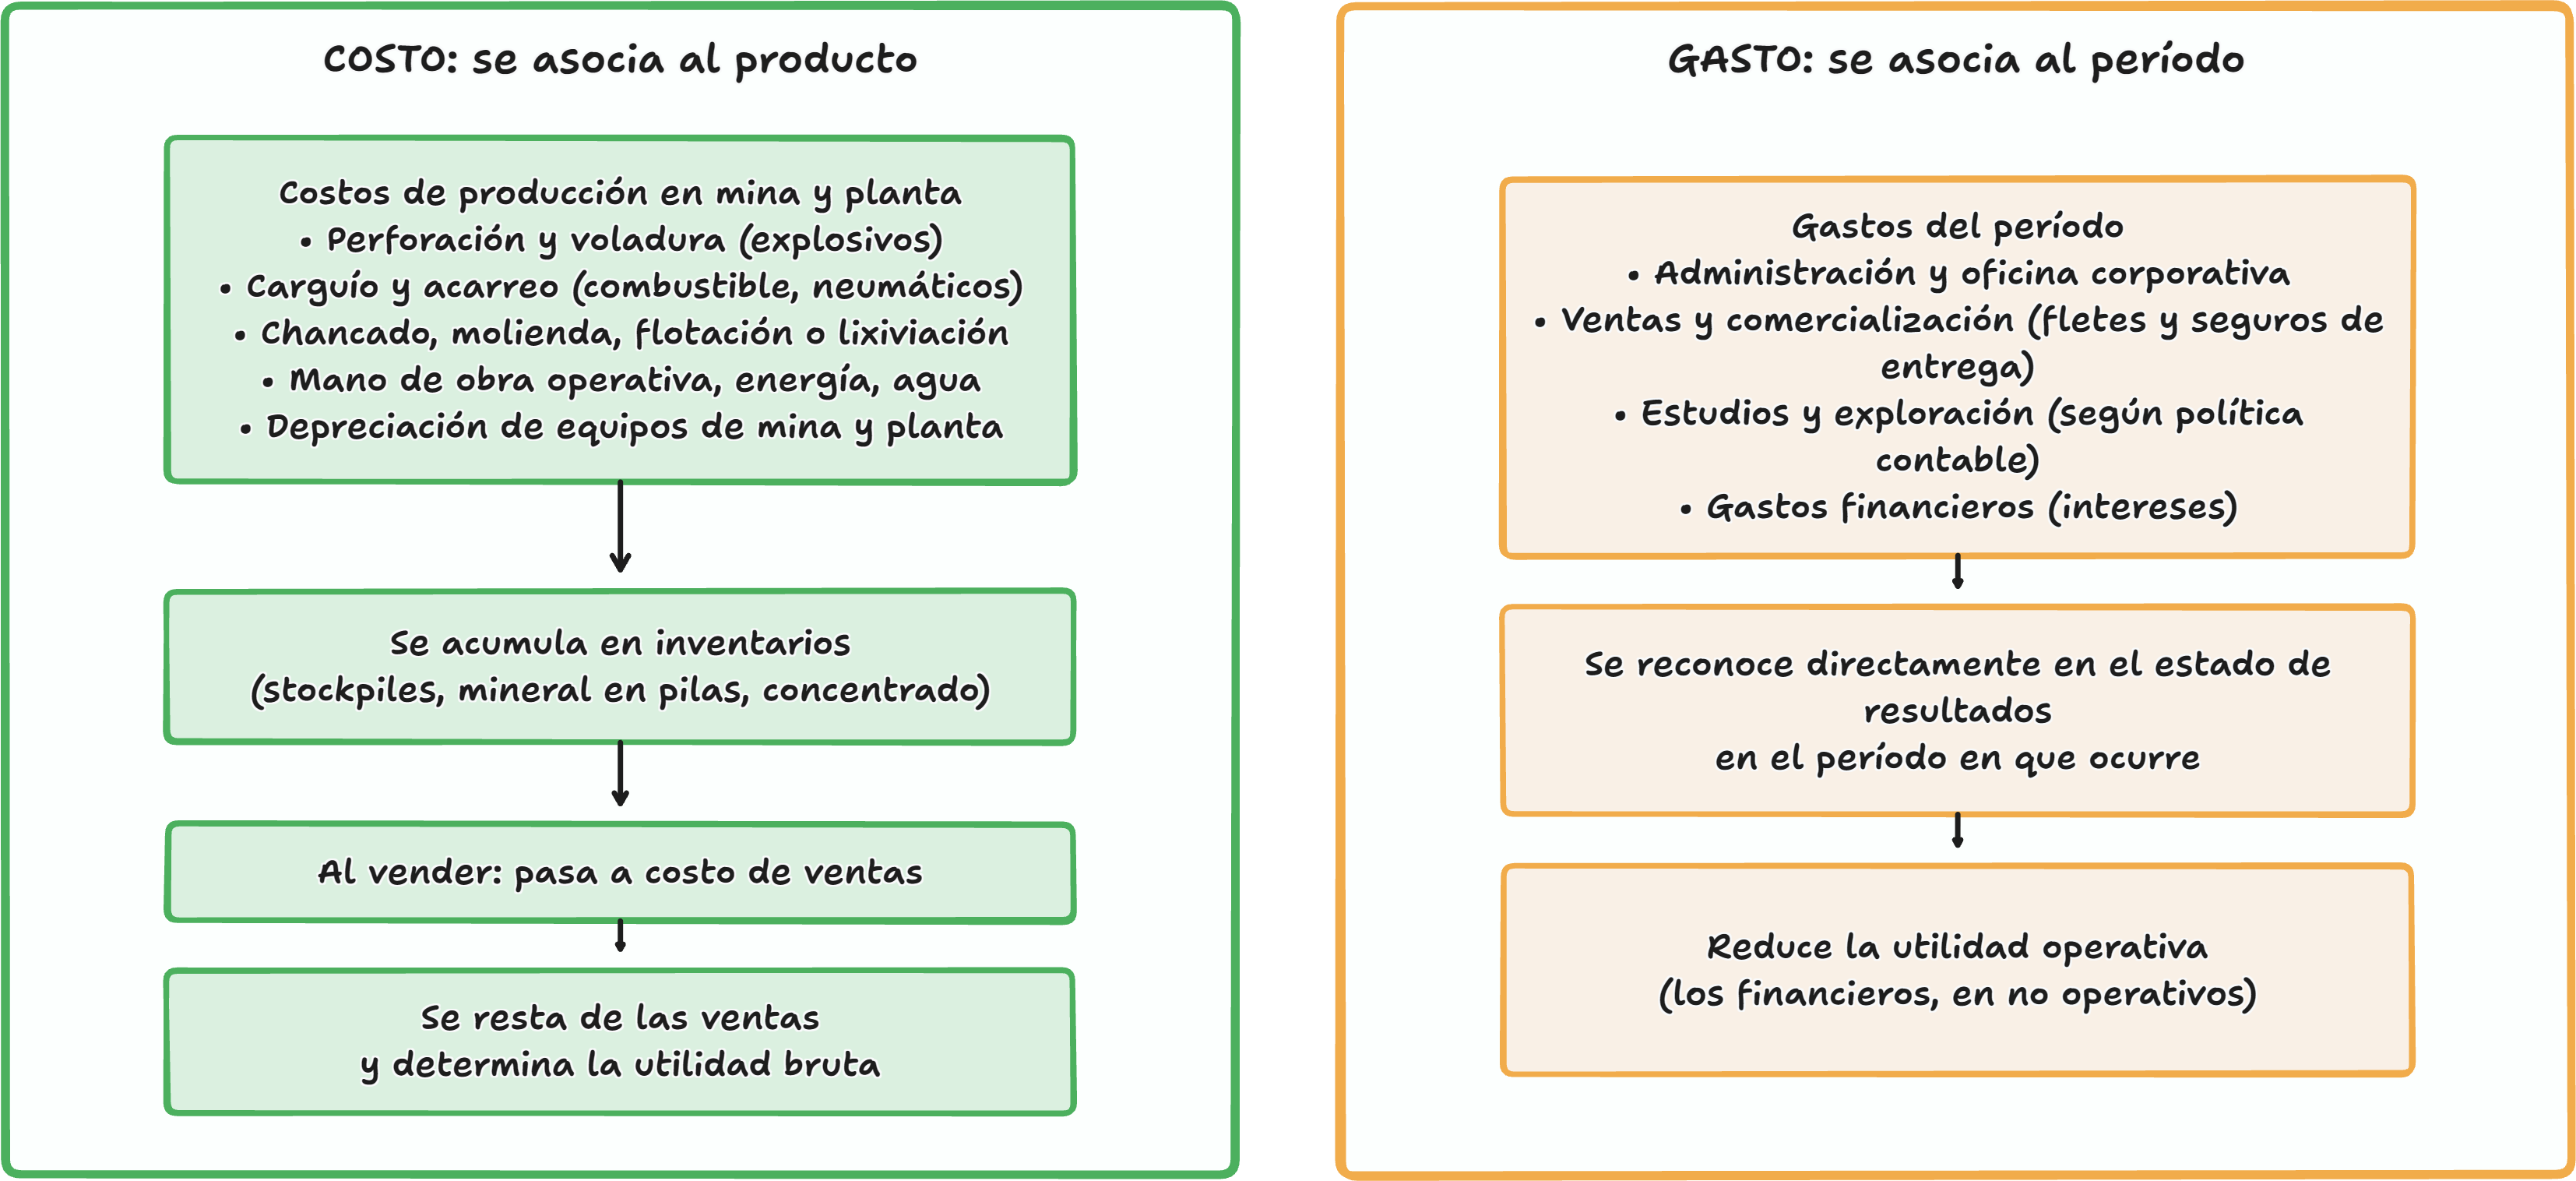 COSTO: se asocia al producto
Costos de producción en mina y planta
• Perforación y voladura (explosivos)
• Carguío y acarreo (combustible, neumáticos)
• Chancado, molienda, flotación o lixiviación
• Mano de obra operativa, energía, agua
• Depreciación de equipos de mina y planta
Se acumula en inventarios
(stockpiles, mineral en pilas, concentrado)
Al vender: pasa a costo de ventas
Se resta de las ventas
y determina la utilidad bruta
GASTO: se asocia al período
Gastos del período
• Administración y oficina corporativa
• Ventas y comercialización (fletes y seguros de
entrega)
• Estudios y exploración (según política
contable)
• Gastos financieros (intereses)
Se reconoce directamente en el estado de
resultados
en el período en que ocurre
Reduce la utilidad operativa
(los financieros, en no operativos)